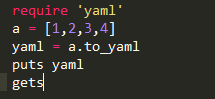 require 'yaml'
a = [1,2,3,4]
yaml = a.to_yaml
puts yaml
gets